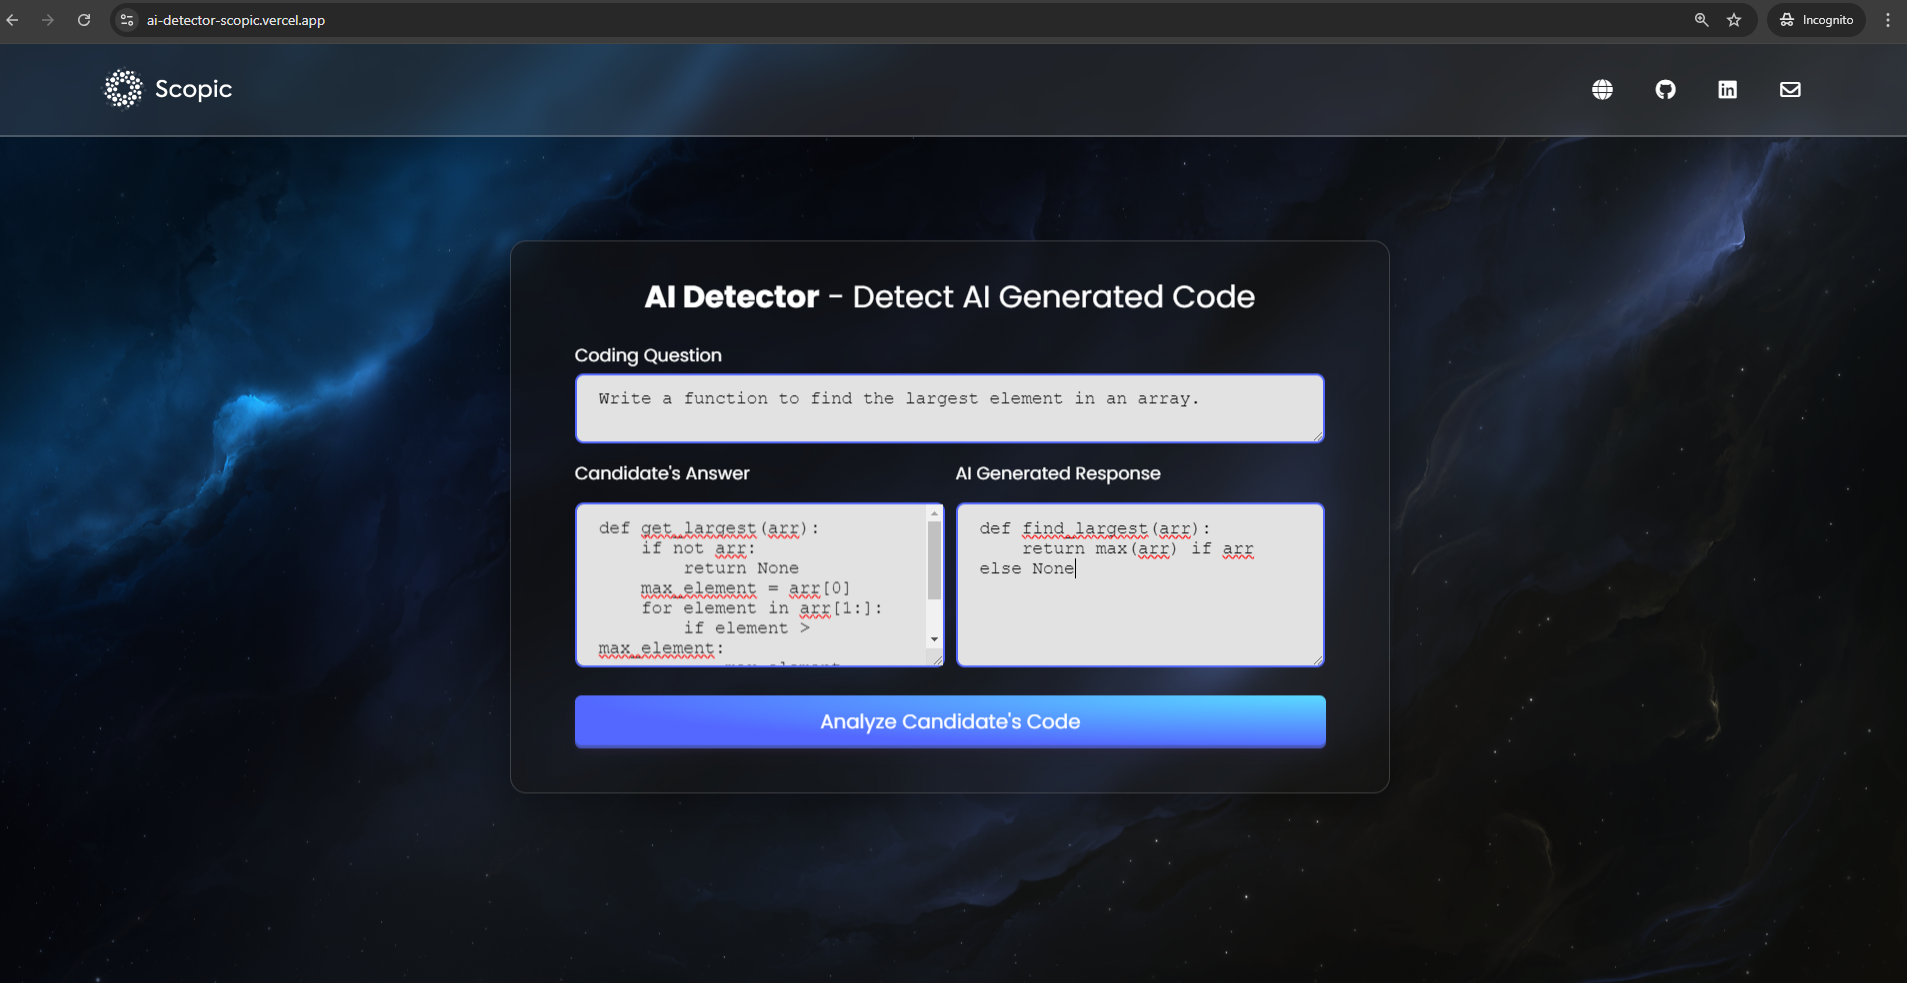 ai-detector-scopic.vercel.app
Incognito
Scopic
AI Detector - Detect AI Generated Code
Coding Question
Write a function to find the largest element in an array.
Candidate's Answer
def get_largest(arr):
    if not arr:
        return None
    max_element = arr[0]
    for element in arr[1:]:
        if element >
max_element:
            max_element
AI Generated Response
def find_largest(arr):
    return max(arr) if arr
else None
Analyze Candidate's Code